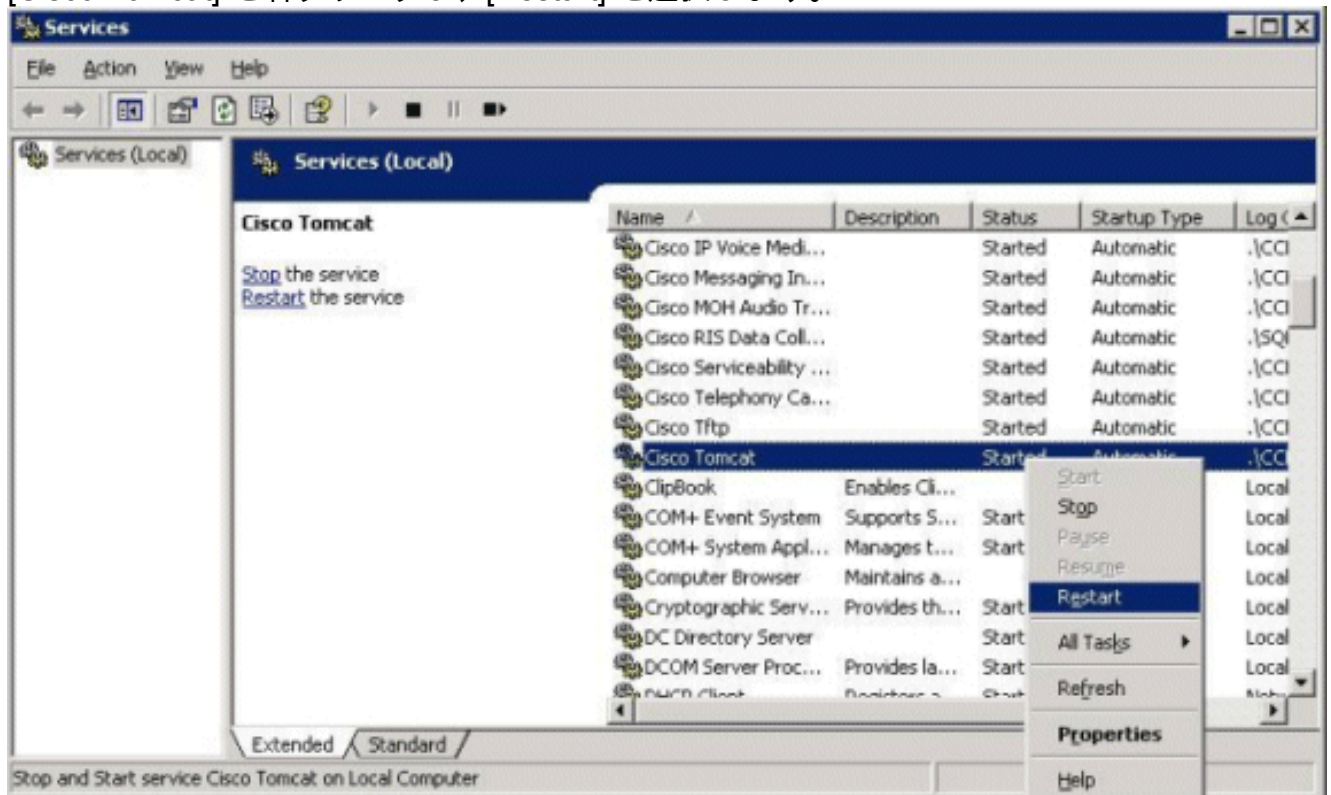 Services
File Action View Help
Services (Local)
Services (Local)
Cisco Tomcat
Stop the service
Restart the service
Name Description Status Startup Type Log
Cisco IP Voice Medi... Started Automatic .\CCI
Cisco Messaging In... Started Automatic .\CCI
Cisco MOH Audio Tr... Started Automatic .\CCI
Cisco RIS Data Coll... Started Automatic .\SQ
Cisco Serviceability ... Started Automatic .\CCI
Cisco Telephony Ca... Started Automatic .\CCI
Cisco Tftp Started Automatic .\CCI
Cisco Tomcat Started Automatic .\CC
ClipBook Enables Cli... Local
COM+ Event System Supports S... Start Local
COM+ System Appl... Manages t... Start Local
Computer Browser Maintains a... Local
Cryptographic Serv... Provides th... Start Local
DC Directory Server Start Local
DCOM Server Proc... Provides la... Start Local
DHCP Client
Start
Stop
Pause
Resume
Restart
All Tasks
Refresh
Properties
Help
Extended Standard
Stop and Start service Cisco Tomcat on Local Computer